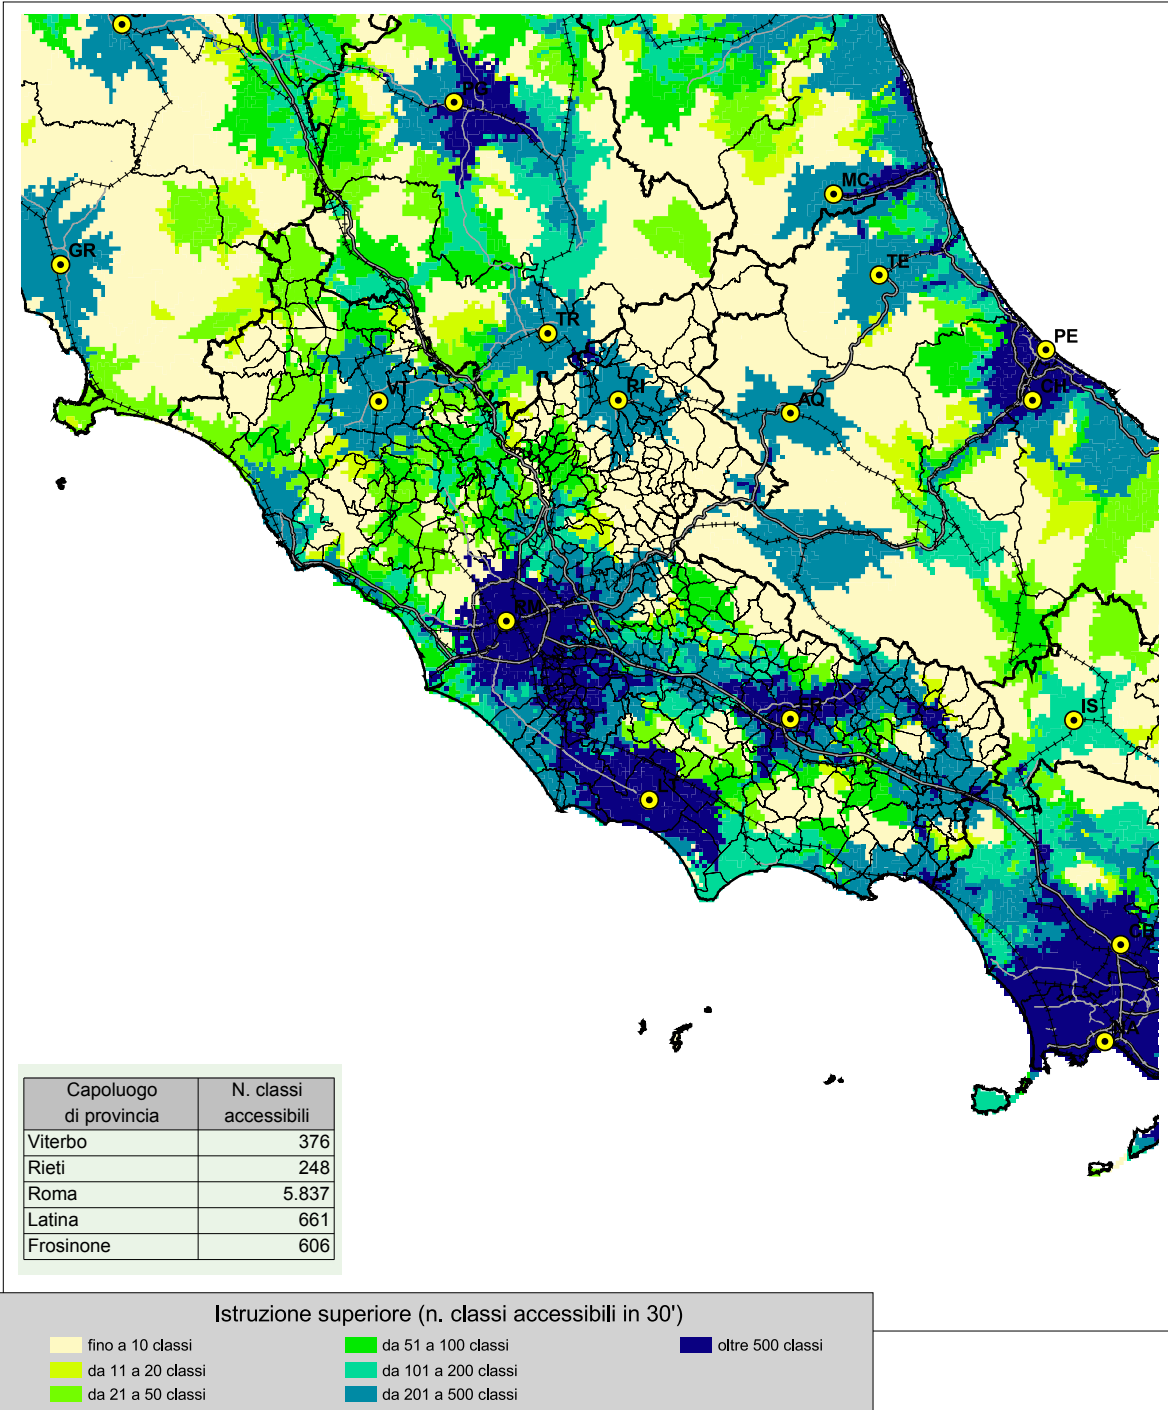 PG
MC
GR
TE
TR
PE
VT
RI
CH
AQ
RM
FR
IS
LT
CE
NA
Capoluogo di provincia
N. classi accessibili
Viterbo 376
Rieti 248
Roma 5.837
Latina 661
Frosinone 606
Istruzione superiore (n. classi accessibili in 30')
fino a 10 classi
da 51 a 100 classi
oltre 500 classi
da 11 a 20 classi
da 101 a 200 classi
da 21 a 50 classi
da 201 a 500 classi